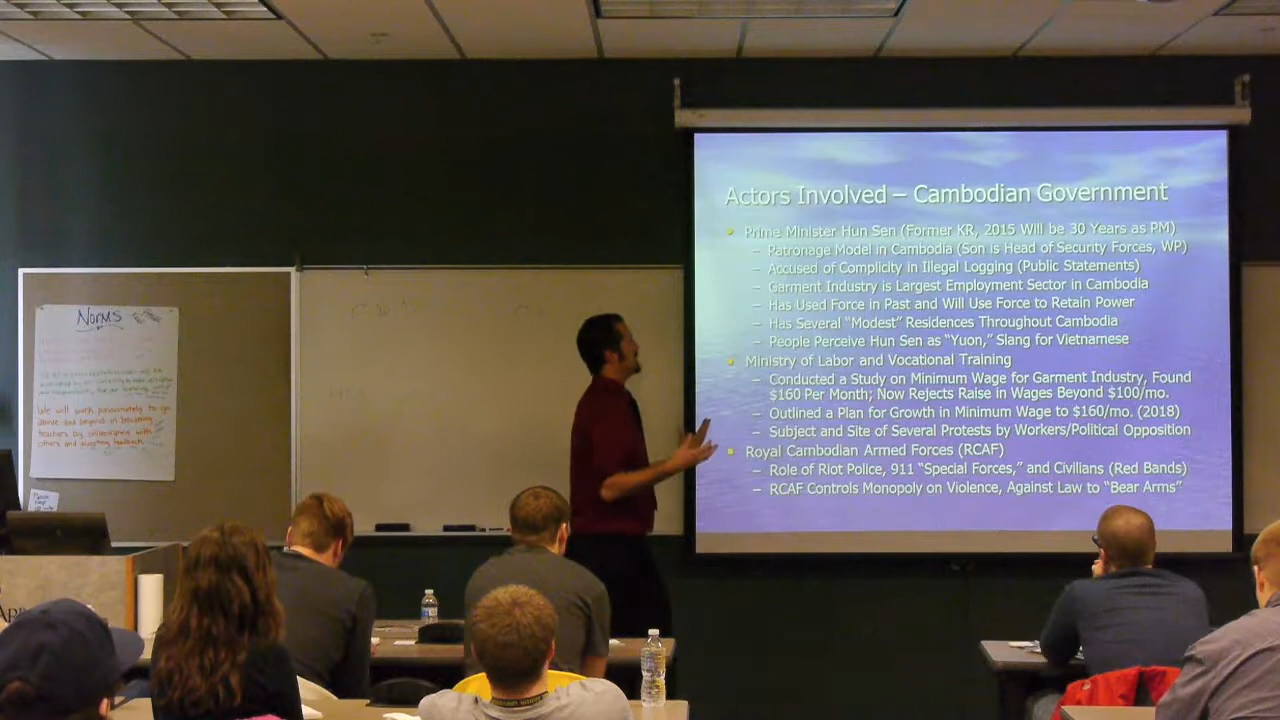 Norms
We will work passionately to go
above and beyond in becoming
teachers by collaborating with
others and accepting feedback
Actors Involved – Cambodian Government
Prime Minister Hun Sen (Former KR, 2015 Will be 30 Years as PM)
– Patronage Model in Cambodia (Son is Head of Security Forces, WP)
– Accused of Complicity in Illegal Logging (Public Statements)
– Garment Industry is Largest Employment Sector in Cambodia
– Has Used Force in Past and Will Use Force to Retain Power
– Has Several "Modest" Residences Throughout Cambodia
– People Perceive Hun Sen as "Yuon," Slang for Vietnamese
Ministry of Labor and Vocational Training
– Conducted a Study on Minimum Wage for Garment Industry, Found
$160 Per Month; Now Rejects Raise in Wages Beyond $100/mo.
– Outlined a Plan for Growth in Minimum Wage to $160/mo. (2018)
– Subject and Site of Several Protests by Workers/Political Opposition
Royal Cambodian Armed Forces (RCAF)
– Role of Riot Police, 911 "Special Forces," and Civilians (Red Bands)
– RCAF Controls Monopoly on Violence, Against Law to "Bear Arms"